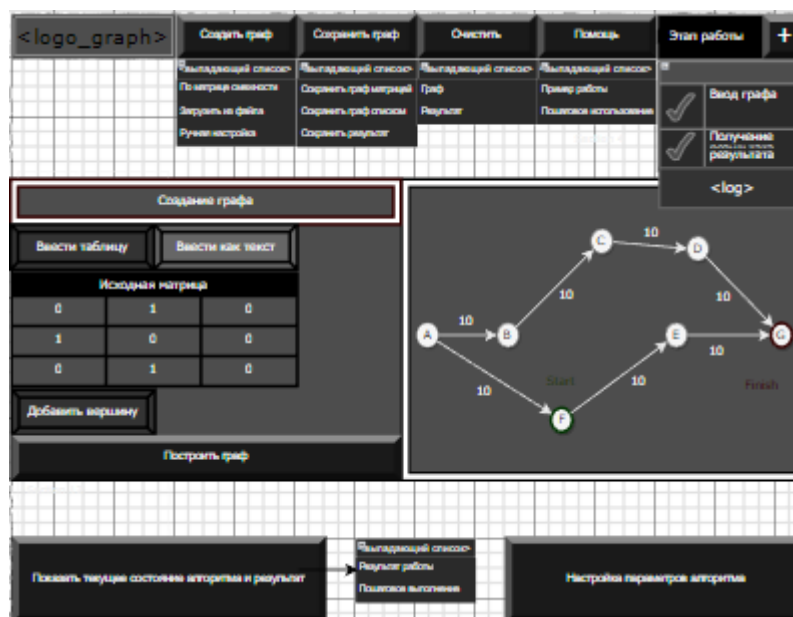 <logo_graph>
Создать граф
Сохранить граф
Очистить
Помощь
Этап работы
+
<выпадающий список>
По матрице смежности
Загрузить из файла
Ручная настройка
<выпадающий список>
Сохранить граф матрицей
Сохранить граф списком
Сохранить результат
<выпадающий список>
Граф
Результат
<выпадающий список>
Пример работы
Пошаговое использование
Ввод графа
Получение
результата
<log>
Создание графа
Ввести таблицу
Ввести как текст
Исходная матрица
0 1 0
1 0 0
0 1 0
Добавить вершину
Построить граф
C
10
D
10
10
A
10
B
E
10
G
10
Start
10
Finish
F
Показать текущее состояние алгоритма и результат
<выпадающий список>
Результат работы
Пошаговое выполнение
Настройка параметров алгоритма